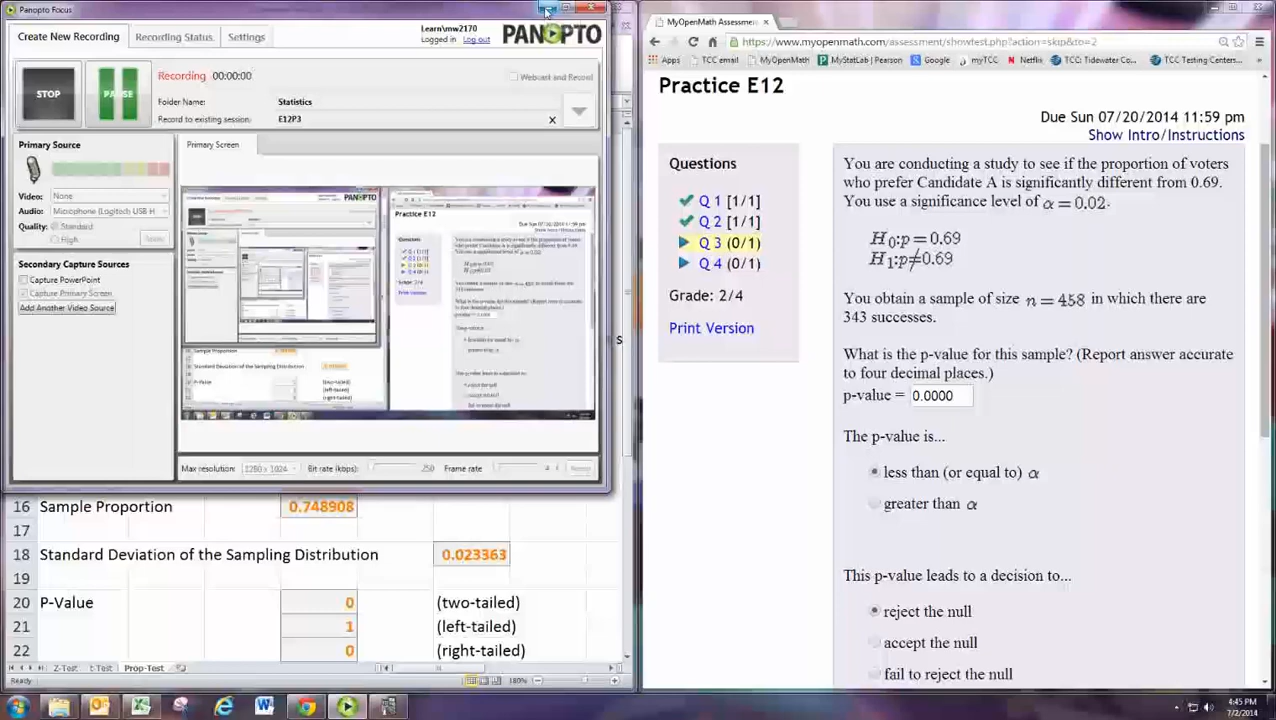 Panopto Focus
Create New Recording
Recording Status
Settings
Learn\mw2170
Logged in Log out
PANOPTO
STOP
PAUSE
Recording 00:00:00
Webcast and Record
Folder Name:
Statistics
Record to existing session:
E12P3
X
Primary Source
Primary Screen
Video: None
Audio: Microphone (Logitech USB H
Quality: Standard
High
Secondary Capture Sources
Capture PowerPoint
Capture Primary Screen
Add Another Video Source
Max resolution: 1280 x 1024
Bit rate (kbps): 250
Frame rate
16 Sample Proportion 0.748908
17
18 Standard Deviation of the Sampling Distribution 0.023363
19
20 P-Value 0 (two-tailed)
21 1 (left-tailed)
22 0 (right-tailed)
Z-Test t-Test Prop-Test
Ready
180%
MyOpenMath Assessmen
https://www.myopenmath.com/assessment/showtest.php?action=skip&to=2
Apps TCC email MyOpenMath MyStatLab | Pearson Google myTCC Netflix TCC: Tidewater Co... TCC Testing Centers...
Practice E12
Due Sun 07/20/2014 11:59 pm
Show Intro/Instructions
Questions
Q 1 [1/1]
Q 2 [1/1]
Q 3 (0/1)
Q 4 (0/1)
Grade: 2/4
Print Version
You are conducting a study to see if the proportion of voters
who prefer Candidate A is significantly different from 0.69.
You use a significance level of α = 0.02.
H₀:p = 0.69
H₁:p≠0.69
You obtain a sample of size n = 458 in which there are
343 successes.
What is the p-value for this sample? (Report answer accurate
to four decimal places.)
p-value = 0.0000
The p-value is...
less than (or equal to) α
greater than α
This p-value leads to a decision to...
reject the null
accept the null
fail to reject the null
4:45 PM
7/2/2014